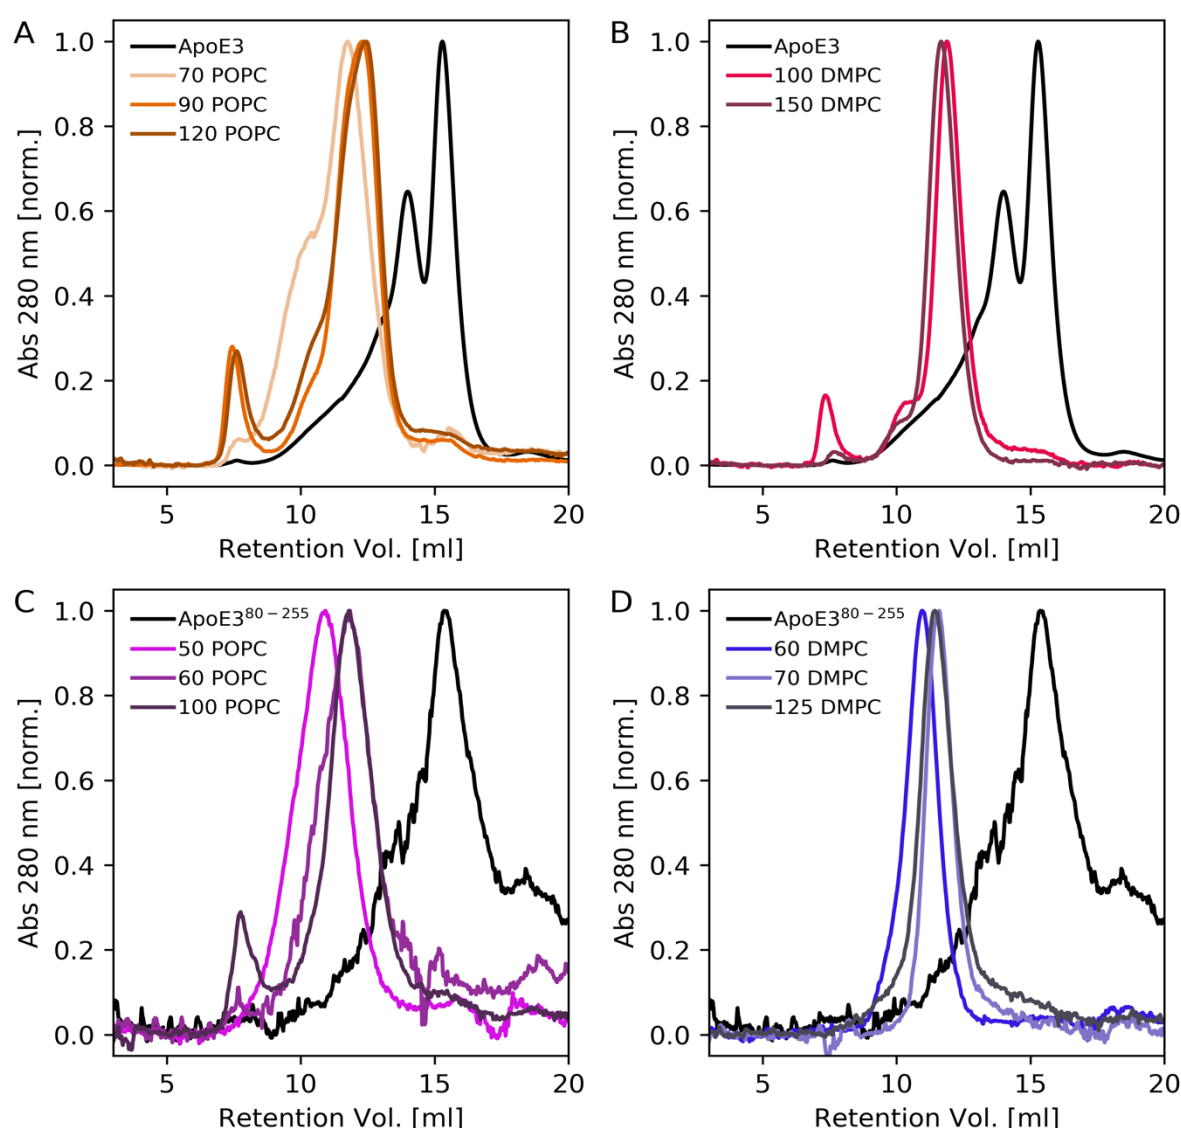 A
ApoE3
70 POPC
90 POPC
120 POPC
1.0
0.8
0.6
0.4
0.2
0.0
Abs 280 nm [norm.]
5
10
15
20
Retention Vol. [ml]
B
ApoE3
100 DMPC
150 DMPC
1.0
0.8
0.6
0.4
0.2
0.0
Abs 280 nm [norm.]
5
10
15
20
Retention Vol. [ml]
C
ApoE3⁸⁰⁻²⁵⁵
50 POPC
60 POPC
100 POPC
1.0
0.8
0.6
0.4
0.2
0.0
Abs 280 nm [norm.]
5
10
15
20
Retention Vol. [ml]
D
ApoE3⁸⁰⁻²⁵⁵
60 DMPC
70 DMPC
125 DMPC
1.0
0.8
0.6
0.4
0.2
0.0
Abs 280 nm [norm.]
5
10
15
20
Retention Vol. [ml]